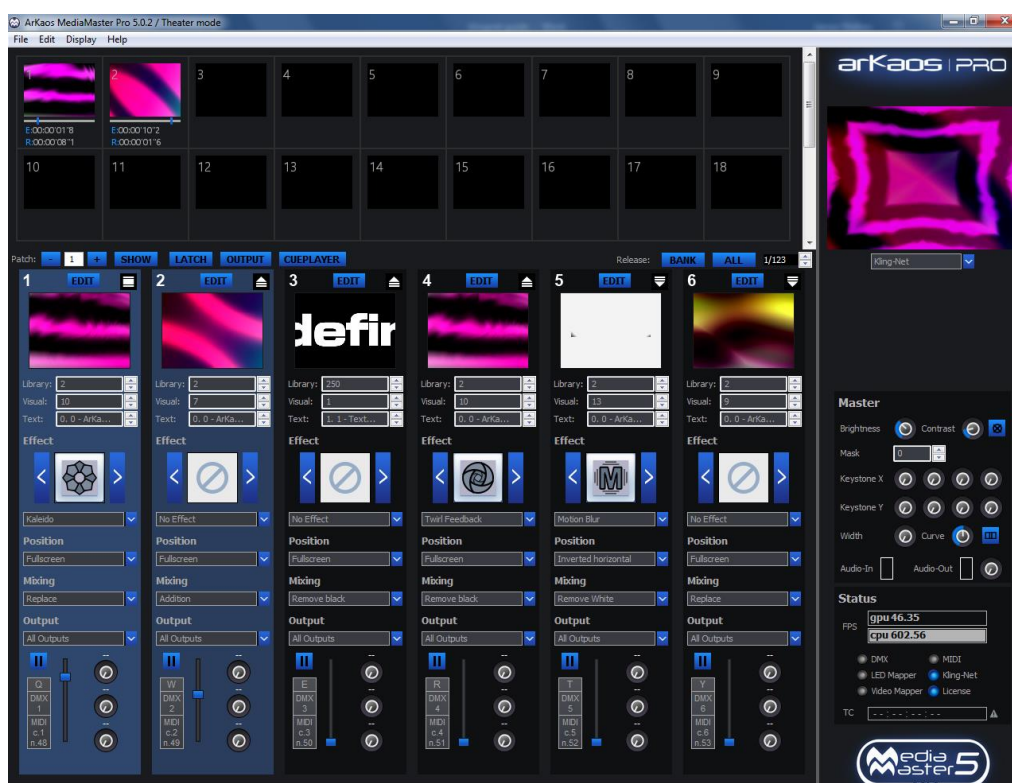 ArKaos MediaMaster Pro 5.0.2 / Theater mode
File Edit Display Help
1 2 3 4 5 6 7 8 9
E:00:00'01"8 E:00:00'10"2
R:00:00'08"1 R:00:00'01"6
10 11 12 13 14 15 16 17 18
arKaos PRO
Kling-Net
Patch: - 1 + SHOW LATCH OUTPUT CUEPLAYER Release: BANK ALL 1/123
1 EDIT 2 EDIT 3 EDIT 4 EDIT 5 EDIT 6 EDIT
defin
Library: 2 Library: 2 Library: 250 Library: 2 Library: 2 Library: 2
Visual: 10 Visual: 7 Visual: 1 Visual: 10 Visual: 13 Visual: 9
Text: 0. 0 - ArKa... Text: 0. 0 - ArKa... Text: 1. 1 - Text... Text: 0. 0 - ArKa... Text: 0. 0 - ArKa... Text: 0. 0 - ArKa...
Effect Effect Effect Effect Effect Effect
< > < > < > < > < M > < >
Kaleido No Effect No Effect Twirl Feedback Motion Blur No Effect
Position Position Position Position Position Position
Fullscreen Fullscreen Fullscreen Fullscreen Inverted horizontal Fullscreen
Mixing Mixing Mixing Mixing Mixing Mixing
Replace Addition Remove black Remove black Remove White Replace
Output Output Output Output Output Output
All Outputs All Outputs All Outputs All Outputs All Outputs All Outputs
-- -- -- -- -- --
Q W E R T Y
DMX DMX DMX DMX DMX DMX
1 2 3 4 5 6
MIDI MIDI MIDI MIDI MIDI MIDI
c.1 c.2 c.3 c.4 c.5 c.6
n.48 n.49 n.50 n.51 n.52 n.53
Master
Brightness Contrast
Mask 0
Keystone X
Keystone Y
Width Curve
Audio-In Audio-Out
Status
FPS gpu 46.35
cpu 602.56
DMX MIDI
LED Mapper Kling-Net
Video Mapper License
TC --:--:--:--
Media Master 5